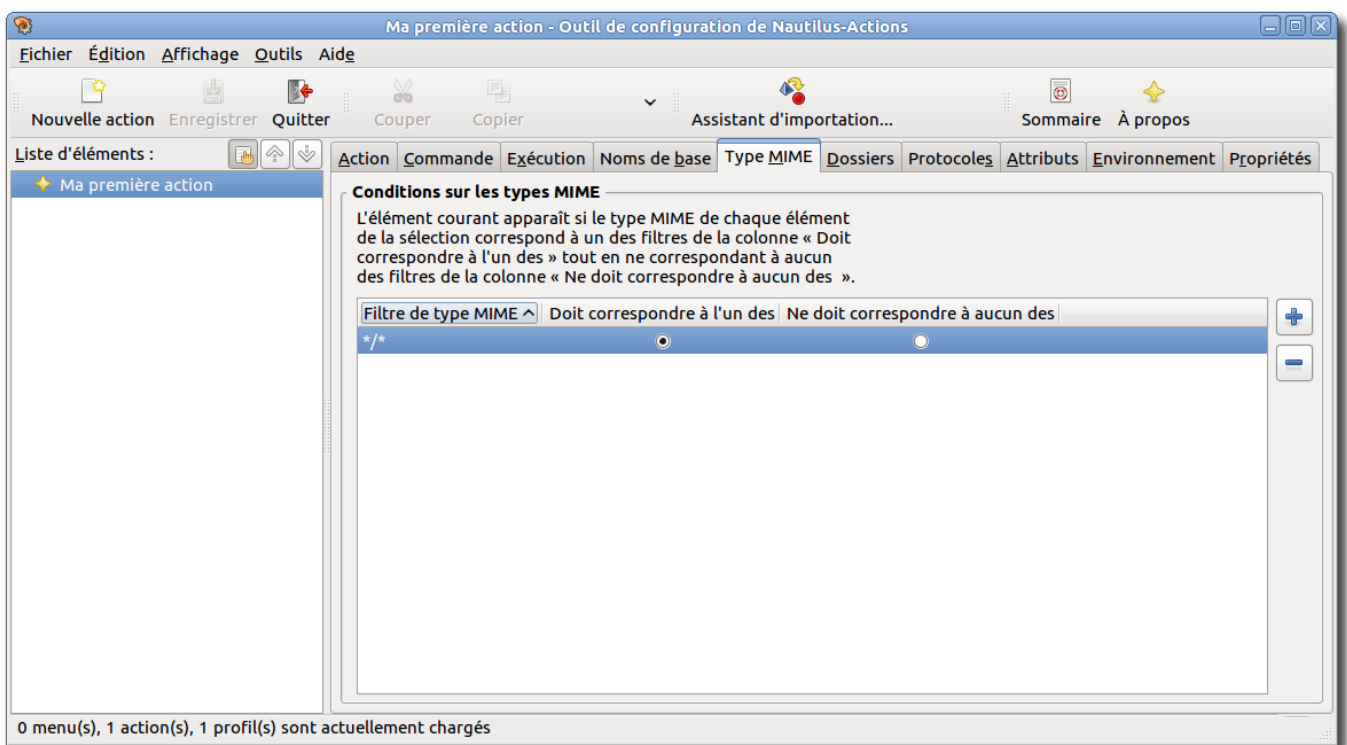 Ma première action - Outil de configuration de Nautilus-Actions
Fichier Édition Affichage Outils Aide
Nouvelle action Enregistrer Quitter Couper Copier Assistant d'importation... Sommaire À propos
Liste d'éléments :
Ma première action
Action Commande Exécution Noms de base Type MIME Dossiers Protocoles Attributs Environnement Propriétés
Conditions sur les types MIME
L'élément courant apparaît si le type MIME de chaque élément
de la sélection correspond à un des filtres de la colonne « Doit
correspondre à l'un des » tout en ne correspondant à aucun
des filtres de la colonne « Ne doit correspondre à aucun des  ».
Filtre de type MIME Doit correspondre à l'un des Ne doit correspondre à aucun des
*/*
0 menu(s), 1 action(s), 1 profil(s) sont actuellement chargés